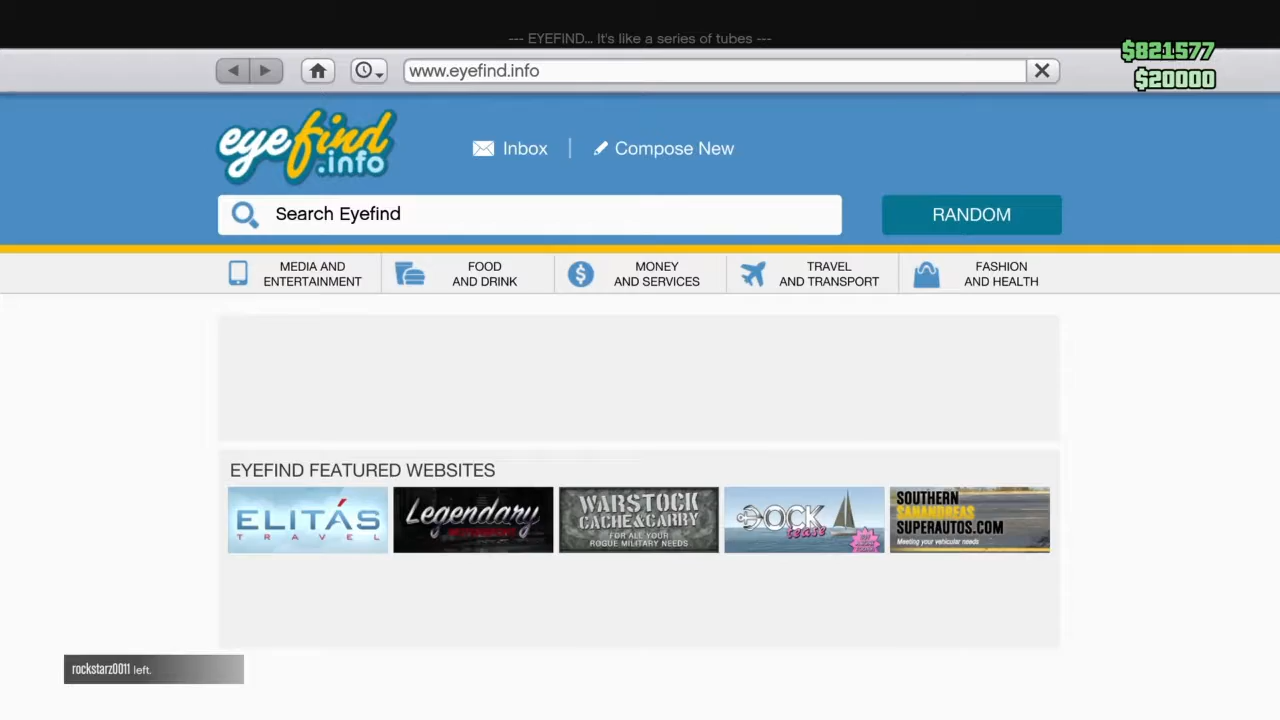 --- EYEFIND... It's like a series of tubes ---
$821577
www.eyefind.info
$20000
eyefind
.info
Inbox
Compose New
Search Eyefind
RANDOM
MEDIA AND
ENTERTAINMENT
FOOD
AND DRINK
MONEY
AND SERVICES
TRAVEL
AND TRANSPORT
FASHION
AND HEALTH
EYEFIND FEATURED WEBSITES
ELITÁS
TRAVEL
Legendary
WARSTOCK
CACHE&CARRY
FOR ALL YOUR
ROGUE MILITARY NEEDS
DOCK
tease
SOUTHERN
SANANDREAS
SUPERAUTOS.COM
Meeting your vehicular needs
rockstarz0011 left.